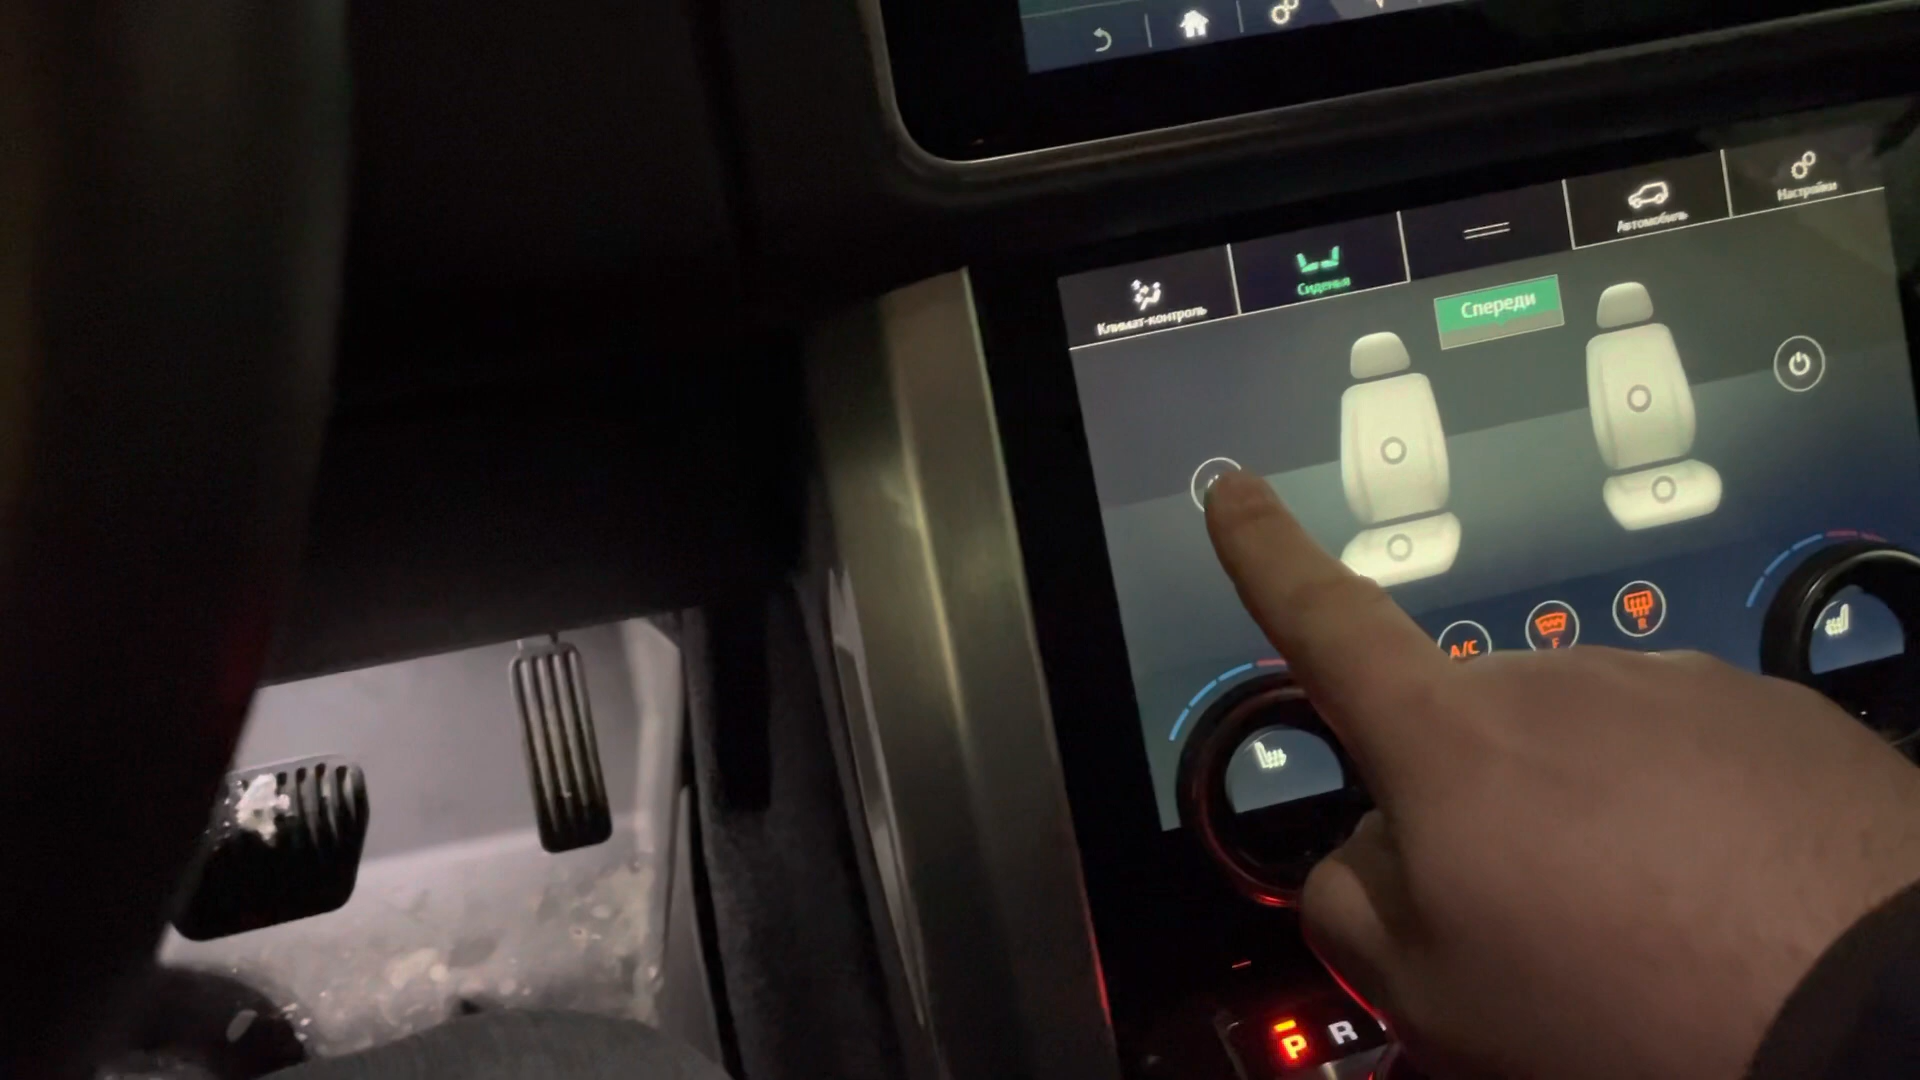 Климат-контроль
Сиденья
Автомобиль
Настройки
Спереди
A/C
F
R
P R